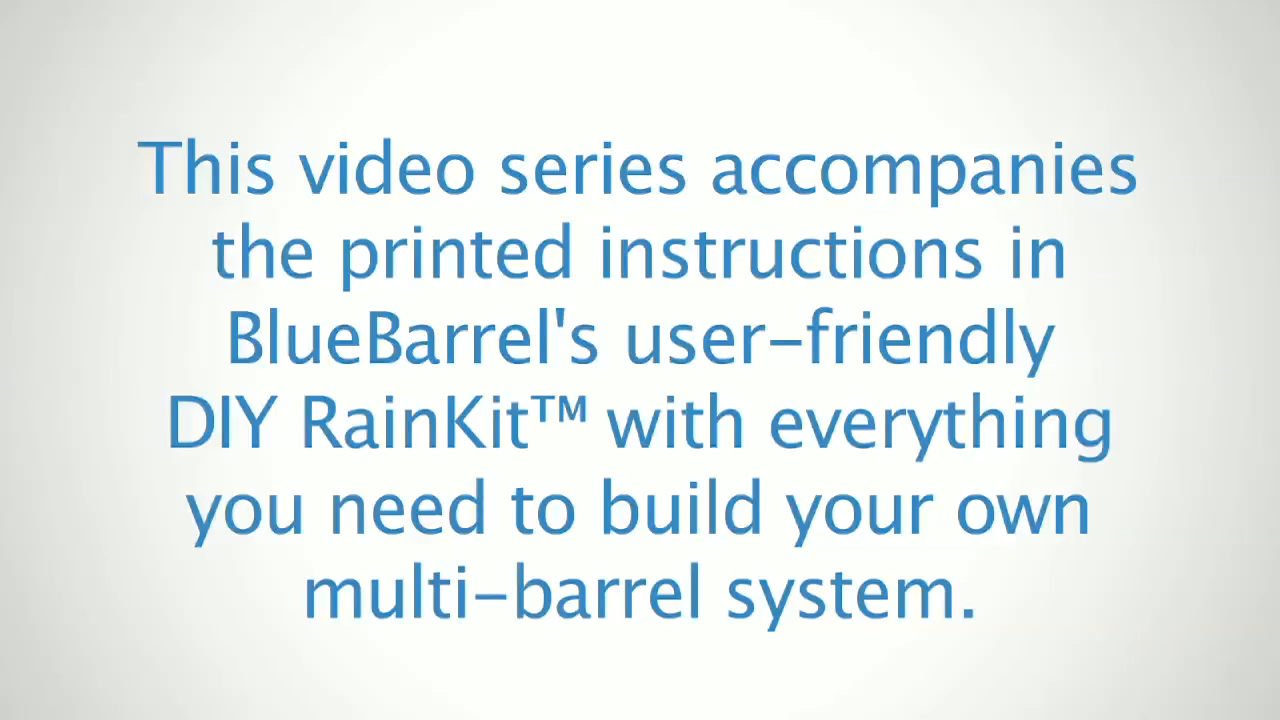 This video series accompanies
the printed instructions in
BlueBarrel's user-friendly
DIY RainKit™ with everything
you need to build your own
multi-barrel system.